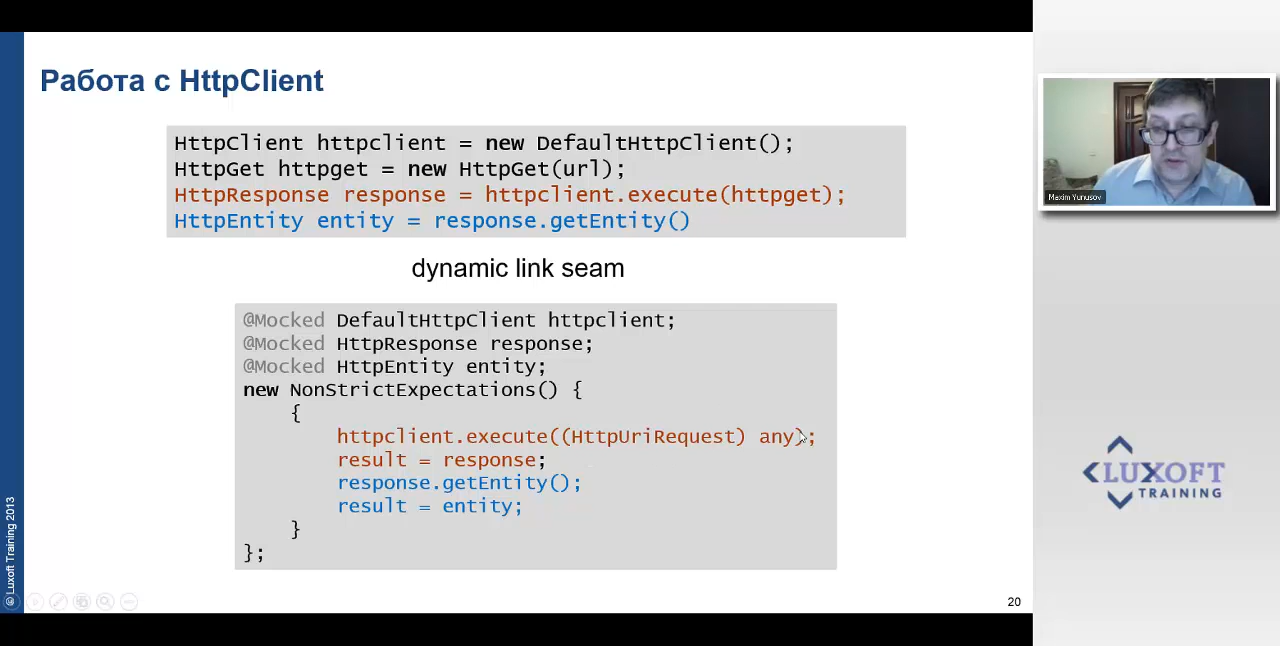 Работа с HttpClient
HttpClient httpclient = new DefaultHttpClient();
HttpGet httpget = new HttpGet(url);
HttpResponse response = httpclient.execute(httpget);
HttpEntity entity = response.getEntity()
dynamic link seam
@Mocked DefaultHttpClient httpclient;
@Mocked HttpResponse response;
@Mocked HttpEntity entity;
new NonStrictExpectations() {
{
httpclient.execute((HttpUriRequest) any);
result = response;
response.getEntity();
result = entity;
}
};
© Luxoft Training 2013
20
Maxim Yunusov
LUXOFT
TRAINING